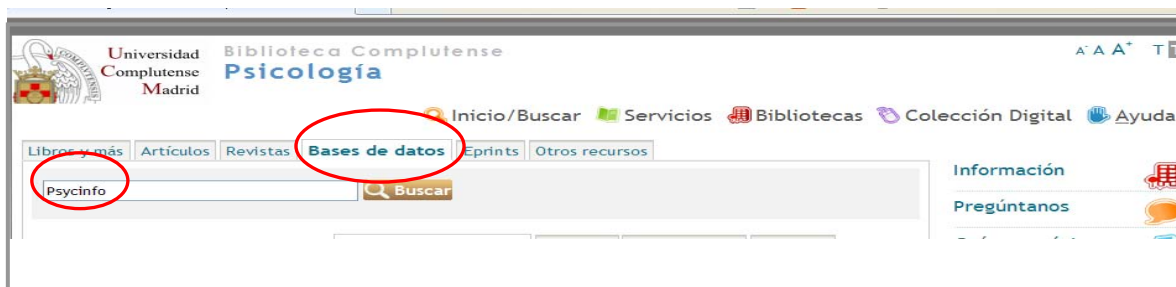 Universidad
Complutense
Madrid
Biblioteca Complutense
Psicología
A- A A+ T T
Inicio/Buscar Servicios Bibliotecas Colección Digital Ayuda
Libros y más Artículos Revistas Bases de datos Eprints Otros recursos
Psycinfo Buscar
Información
Pregúntanos